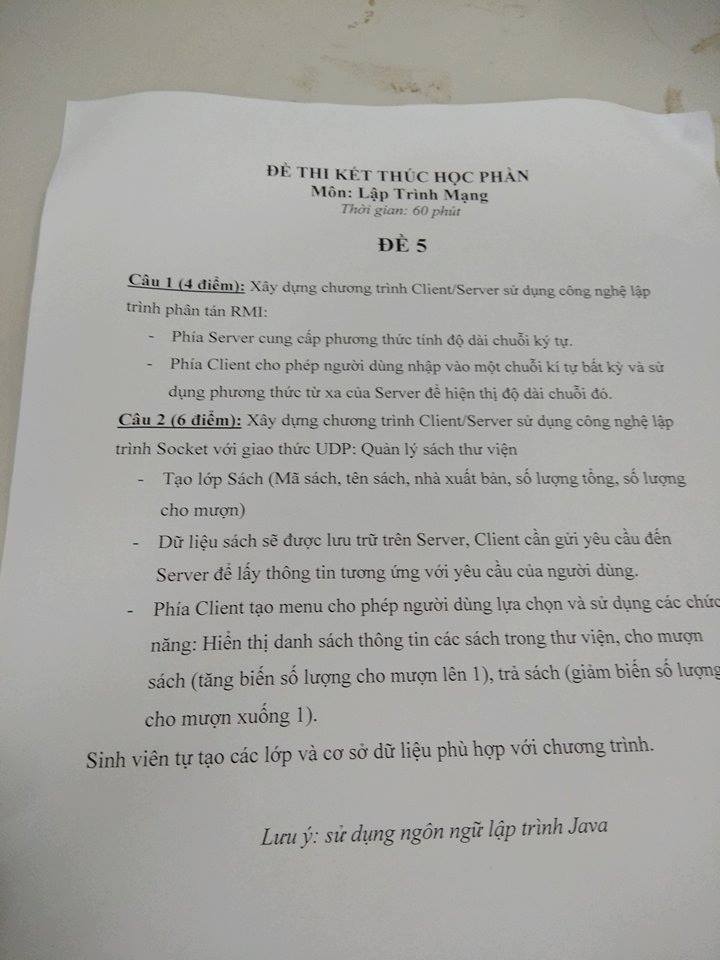 ĐỀ THI KẾT THÚC HỌC PHẦN
Môn: Lập Trình Mạng
Thời gian: 60 phút
ĐỀ 5
Câu 1 (4 điểm): Xây dựng chương trình Client/Server sử dụng công nghệ lập
trình phân tán RMI:
- Phía Server cung cấp phương thức tính độ dài chuỗi ký tự.
- Phía Client cho phép người dùng nhập vào một chuỗi kí tự bất kỳ và sử
dụng phương thức từ xa của Server để hiện thị độ dài chuỗi đó.
Câu 2 (6 điểm): Xây dựng chương trình Client/Server sử dụng công nghệ lập
trình Socket với giao thức UDP: Quản lý sách thư viện
- Tạo lớp Sách (Mã sách, tên sách, nhà xuất bản, số lượng tổng, số lượng
cho mượn)
- Dữ liệu sách sẽ được lưu trữ trên Server, Client cần gửi yêu cầu đến
Server để lấy thông tin tương ứng với yêu cầu của người dùng.
- Phía Client tạo menu cho phép người dùng lựa chọn và sử dụng các chức
năng: Hiển thị danh sách thông tin các sách trong thư viện, cho mượn
sách (tăng biến số lượng cho mượn lên 1), trả sách (giảm biến số lượng
cho mượn xuống 1).
Sinh viên tự tạo các lớp và cơ sở dữ liệu phù hợp với chương trình.
Lưu ý: sử dụng ngôn ngữ lập trình Java